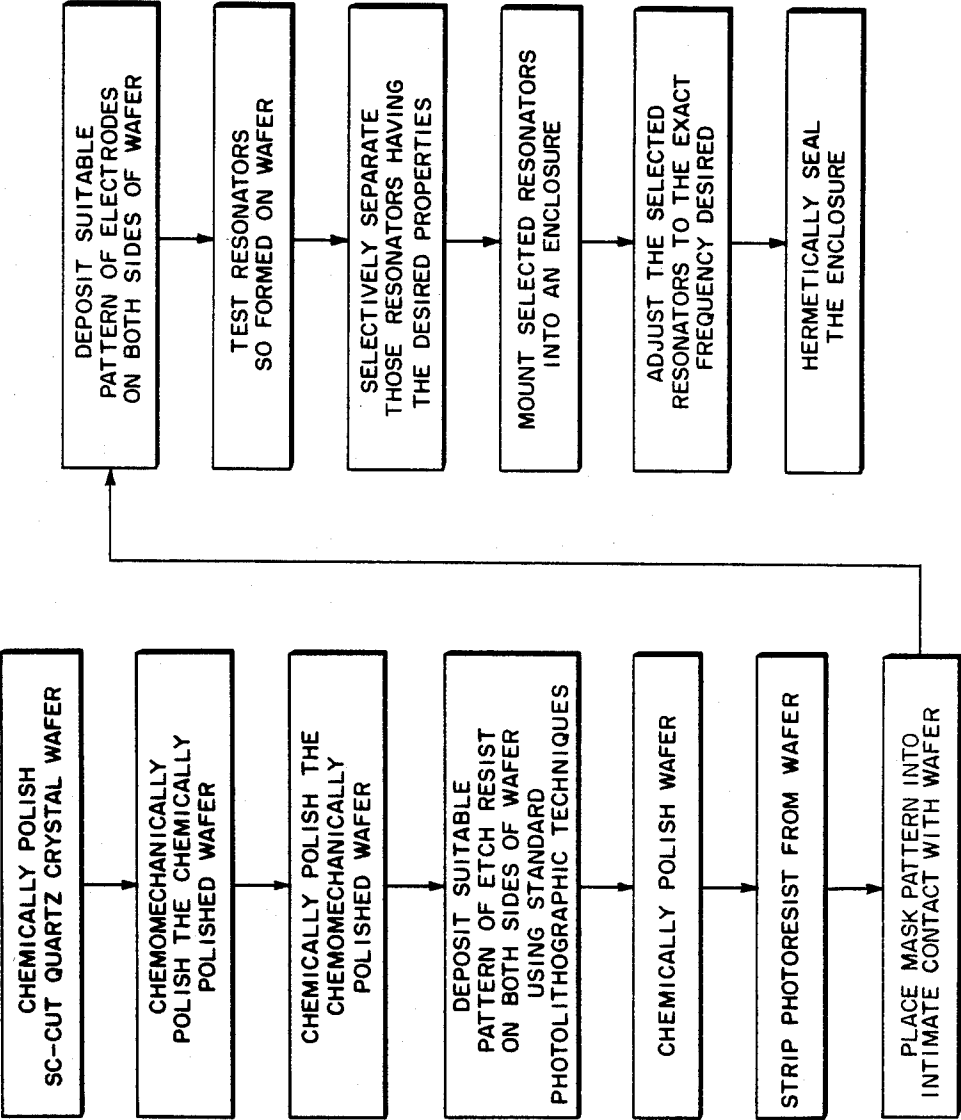 CHEMICALLY POLISH
SC-CUT QUARTZ CRYSTAL WAFER
CHEMOMECHANICALLY
POLISH THE CHEMICALLY
POLISHED WAFER
CHEMICALLY POLISH THE
CHEMOMECHANICALLY
POLISHED WAFER
DEPOSIT SUITABLE
PATTERN OF ETCH RESIST
ON BOTH SIDES OF WAFER
USING STANDARD
PHOTOLITHOGRAPHIC TECHNIQUES
CHEMICALLY POLISH WAFER
STRIP PHOTORESIST FROM WAFER
PLACE MASK PATTERN INTO
INTIMATE CONTACT WITH WAFER
DEPOSIT SUITABLE
PATTERN OF ELECTRODES
ON BOTH SIDES OF WAFER
TEST RESONATORS
SO FORMED ON WAFER
SELECTIVELY SEPARATE
THOSE RESONATORS HAVING
THE DESIRED PROPERTIES
MOUNT SELECTED RESONATORS
INTO AN ENCLOSURE
ADJUST THE SELECTED
RESONATORS TO THE EXACT
FREQUENCY DESIRED
HERMETICALLY SEAL
THE ENCLOSURE